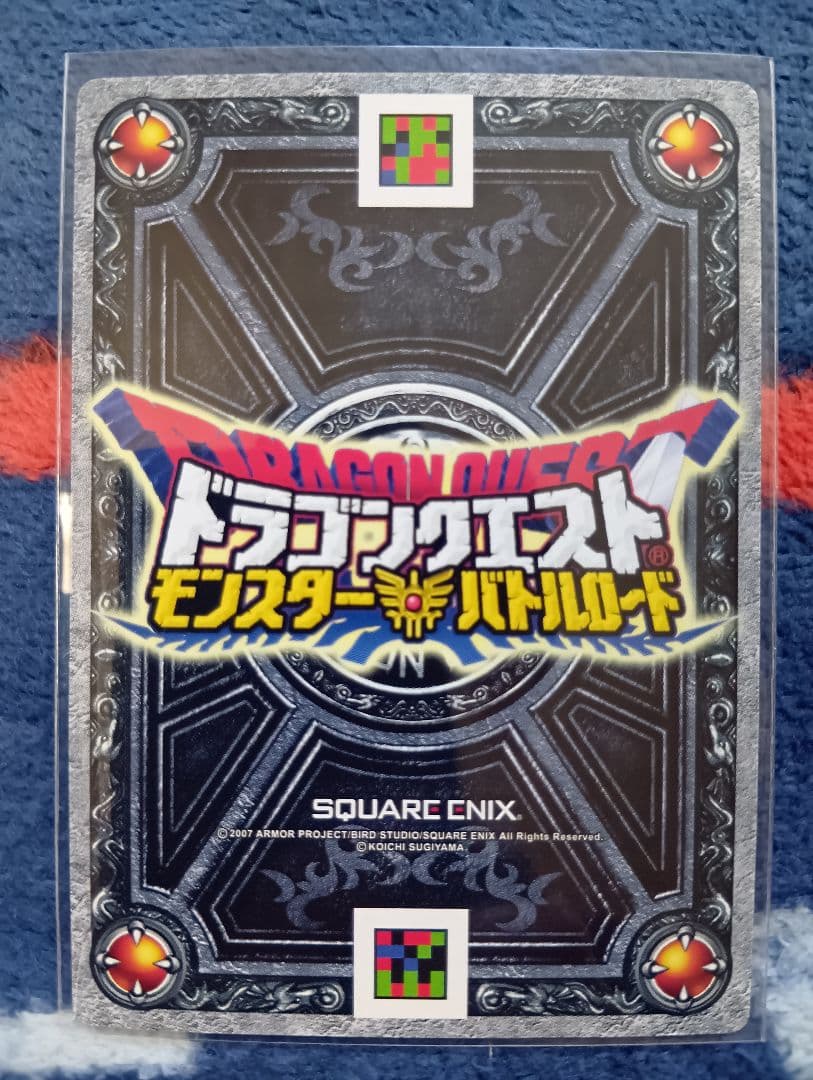 DRAGON QUEST
ドラゴンクエスト®
モンスターバトルロード
SQUARE ENIX®
©2007 ARMOR PROJECT/BIRD STUDIO/SQUARE ENIX All Rights Reserved.
©KOICHI SUGIYAMA